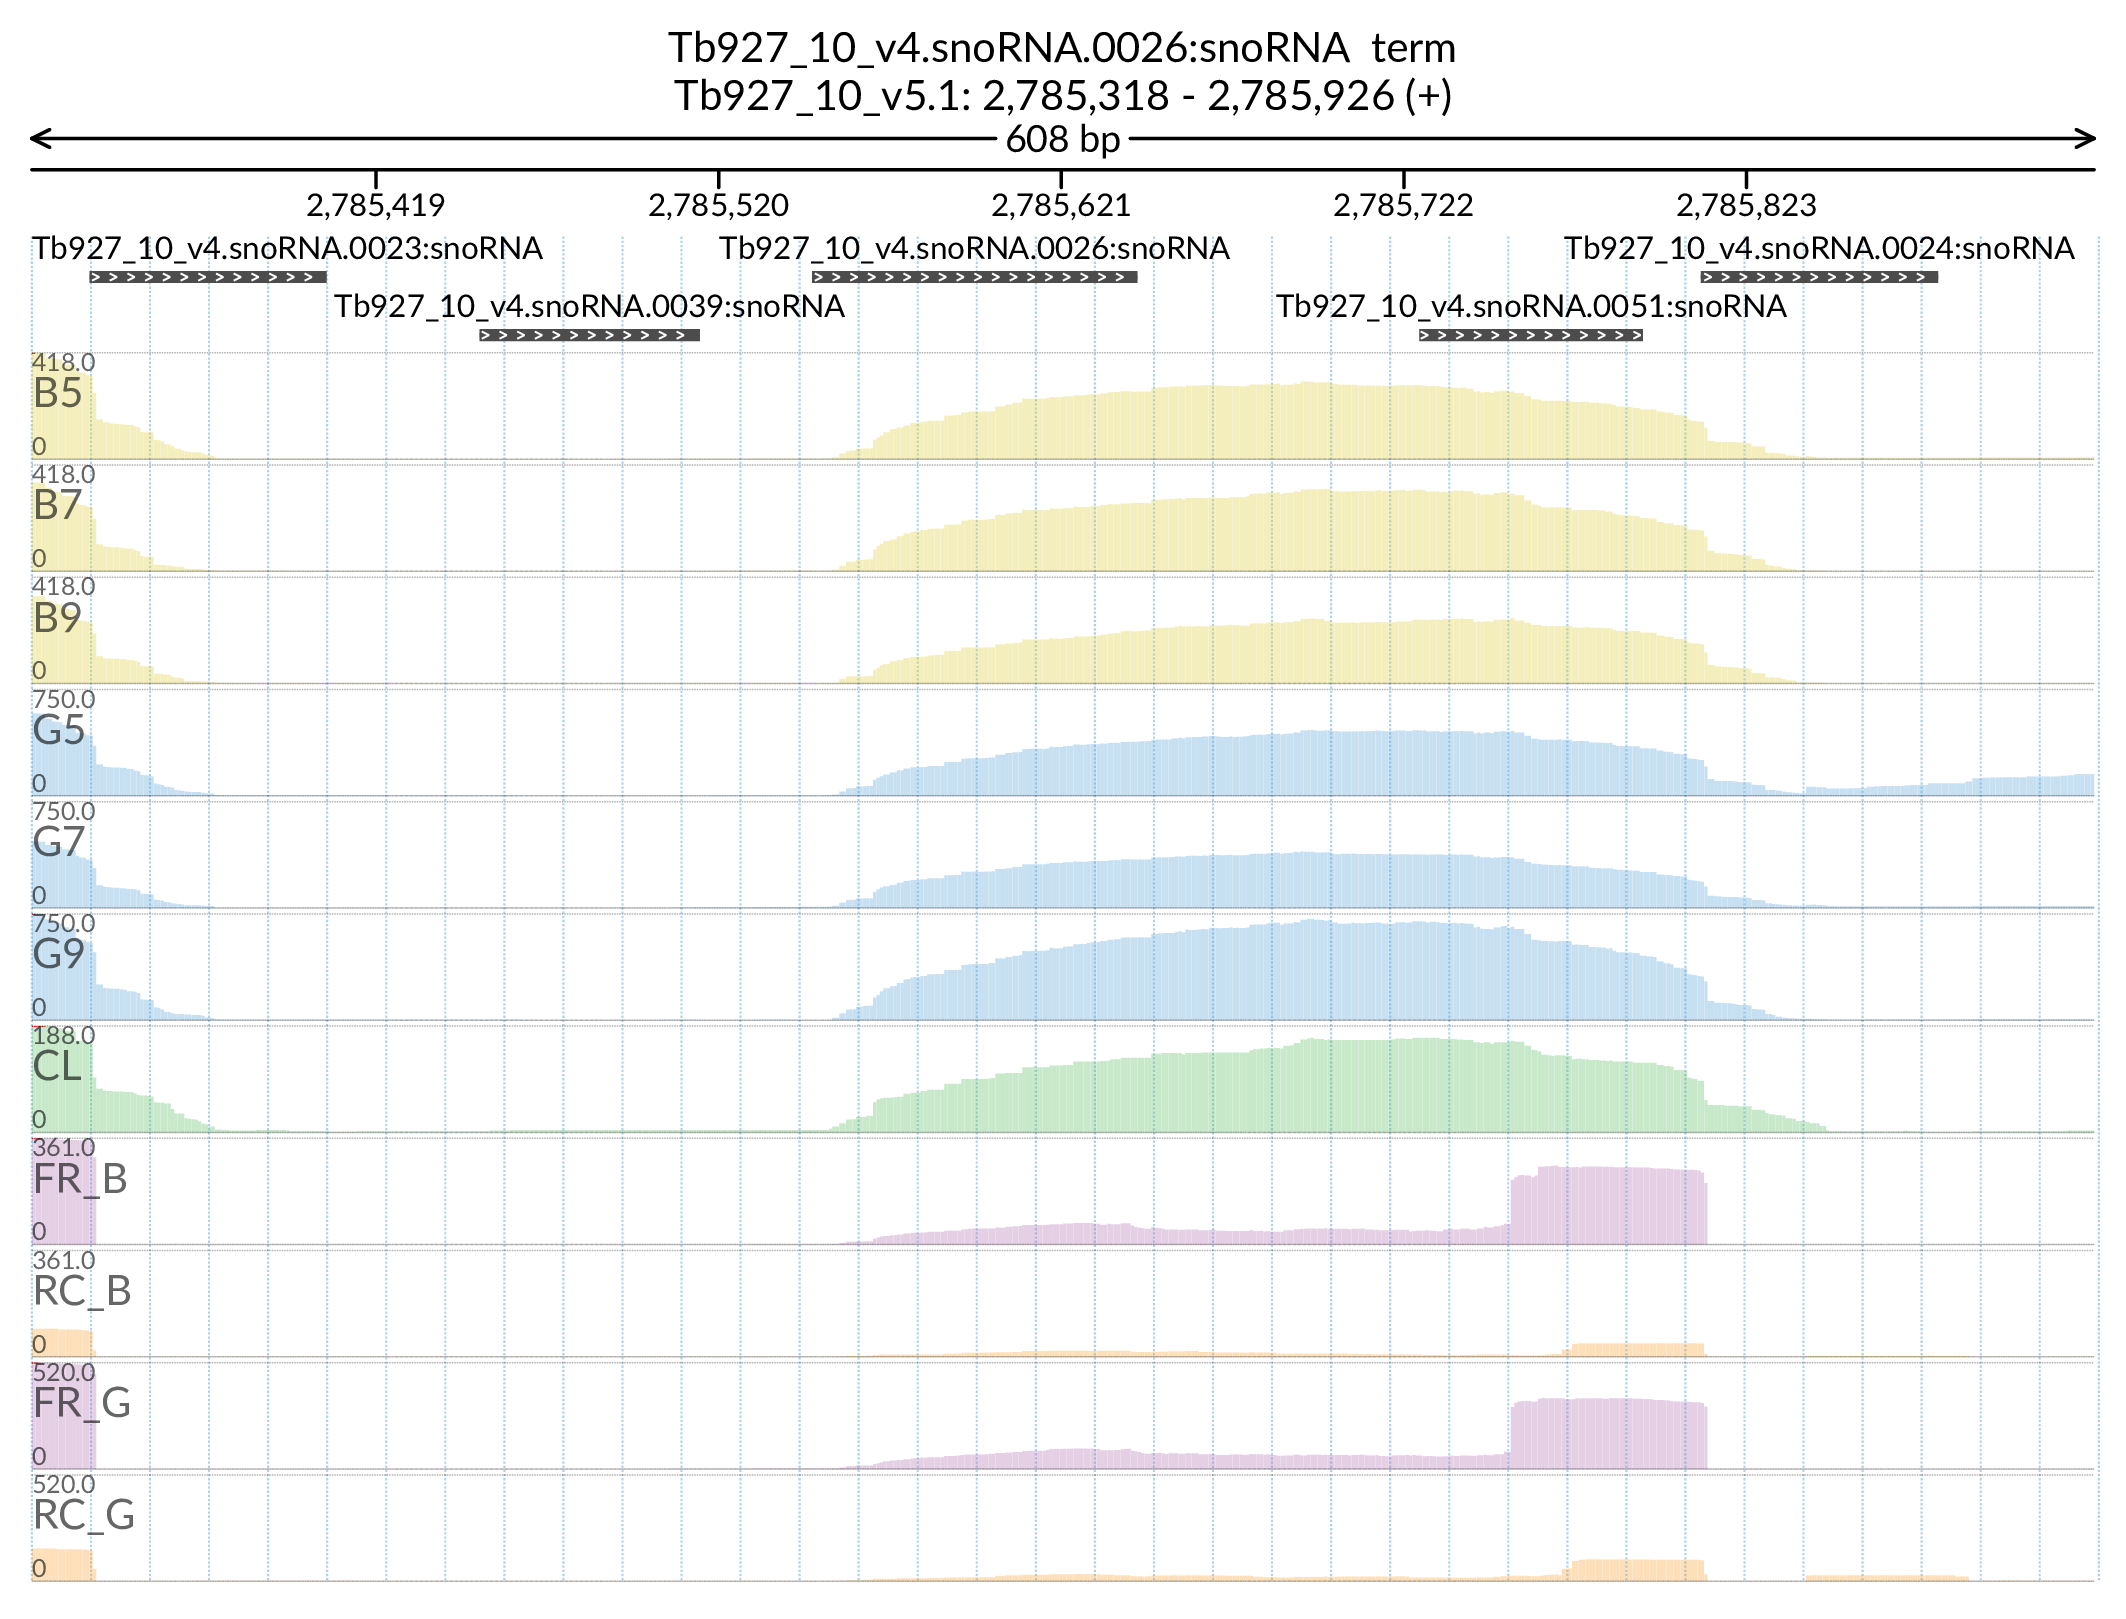 Tb927_10_v4.snoRNA.0026:snoRNA  term
Tb927_10_v5.1: 2,785,318 - 2,785,926 (+)
608 bp
2,785,419 2,785,520 2,785,621 2,785,722 2,785,823
Tb927_10_v4.snoRNA.0023:snoRNA Tb927_10_v4.snoRNA.0026:snoRNA Tb927_10_v4.snoRNA.0024:snoRNA
Tb927_10_v4.snoRNA.0039:snoRNA Tb927_10_v4.snoRNA.0051:snoRNA
418.0
B5
0
418.0
B7
0
418.0
B9
0
750.0
G5
0
750.0
G7
0
750.0
G9
0
188.0
CL
0
361.0
FR_B
0
361.0
RC_B
0
520.0
FR_G
0
520.0
RC_G
0